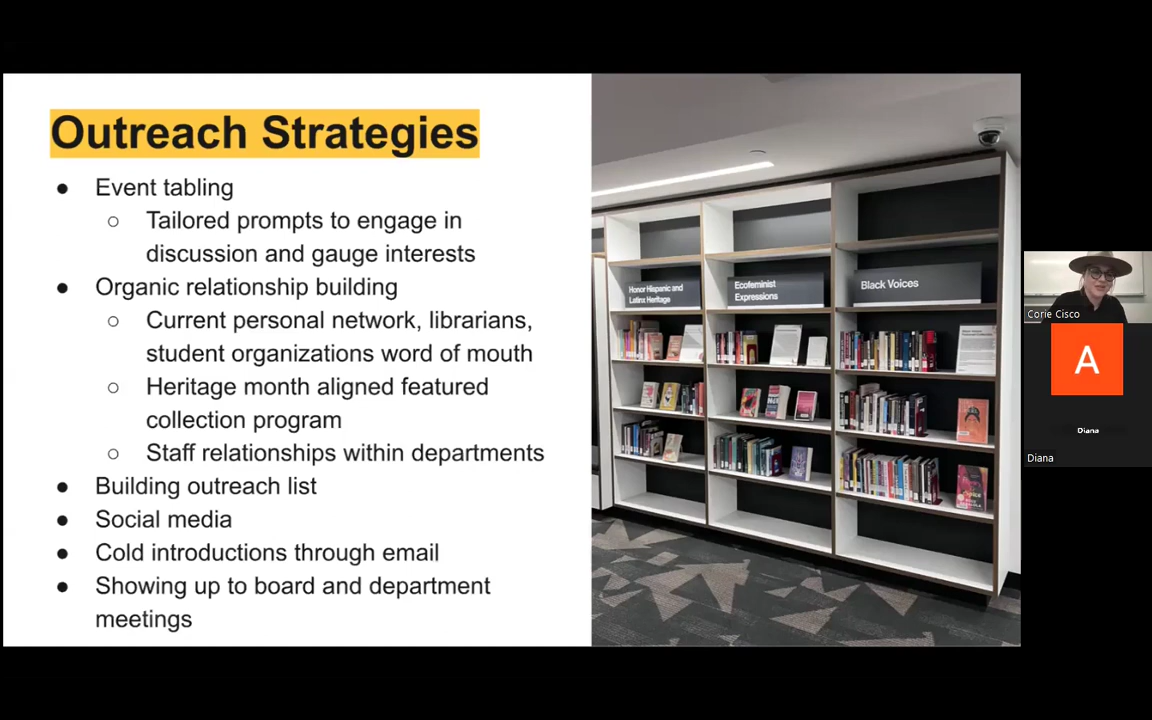 Outreach Strategies
● Event tabling
○ Tailored prompts to engage in
discussion and gauge interests
● Organic relationship building
○ Current personal network, librarians,
student organizations word of mouth
○ Heritage month aligned featured
collection program
○ Staff relationships within departments
● Building outreach list
● Social media
● Cold introductions through email
● Showing up to board and department
meetings
Honor Hispanic and
Latinx Heritage
Ecofeminist
Expressions
Black Voices
Corie Cisco
A
Diana
Diana